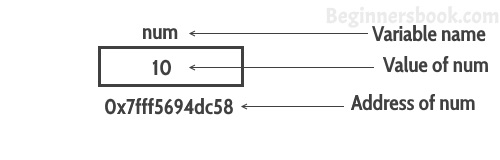 Beginnersbook.com
num Variable name
10 Value of num
0x7fff5694dc58 Address of num